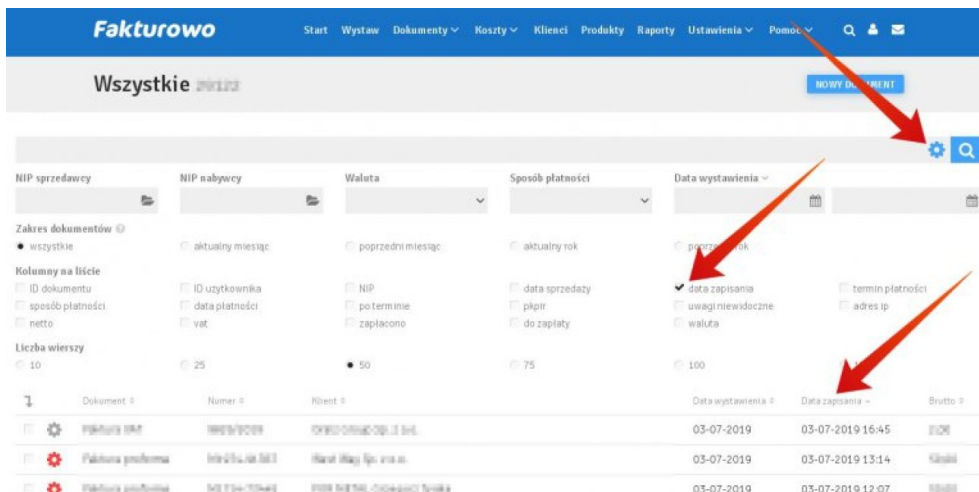 Fakturowo Start Wystaw Dokumenty Koszty Klienci Produkty Raporty Ustawienia Pomoc
Wszystkie NOWY DOKUMENT
NIP sprzedawcy NIP nabywcy Waluta Sposób płatności Data wystawienia
Zakres dokumentów
wszystkie aktualny miesiąc poprzedni miesiąc aktualny rok poprzedni rok
Kolumny na liście
ID dokumentu ID użytkownika NIP data sprzedaży data zapisania termin płatności
sposób płatności data płatności po terminie pkpir uwagi niewidoczne adres ip
netto vat zapłacono do zapłaty waluta
Liczba wierszy
10 25 50 75 100
Dokument Numer Klient Data wystawienia Data zapisania Brutto
03-07-2019 03-07-2019 16:45
03-07-2019 03-07-2019 13:14
03-07-2019 03-07-2019 12:07